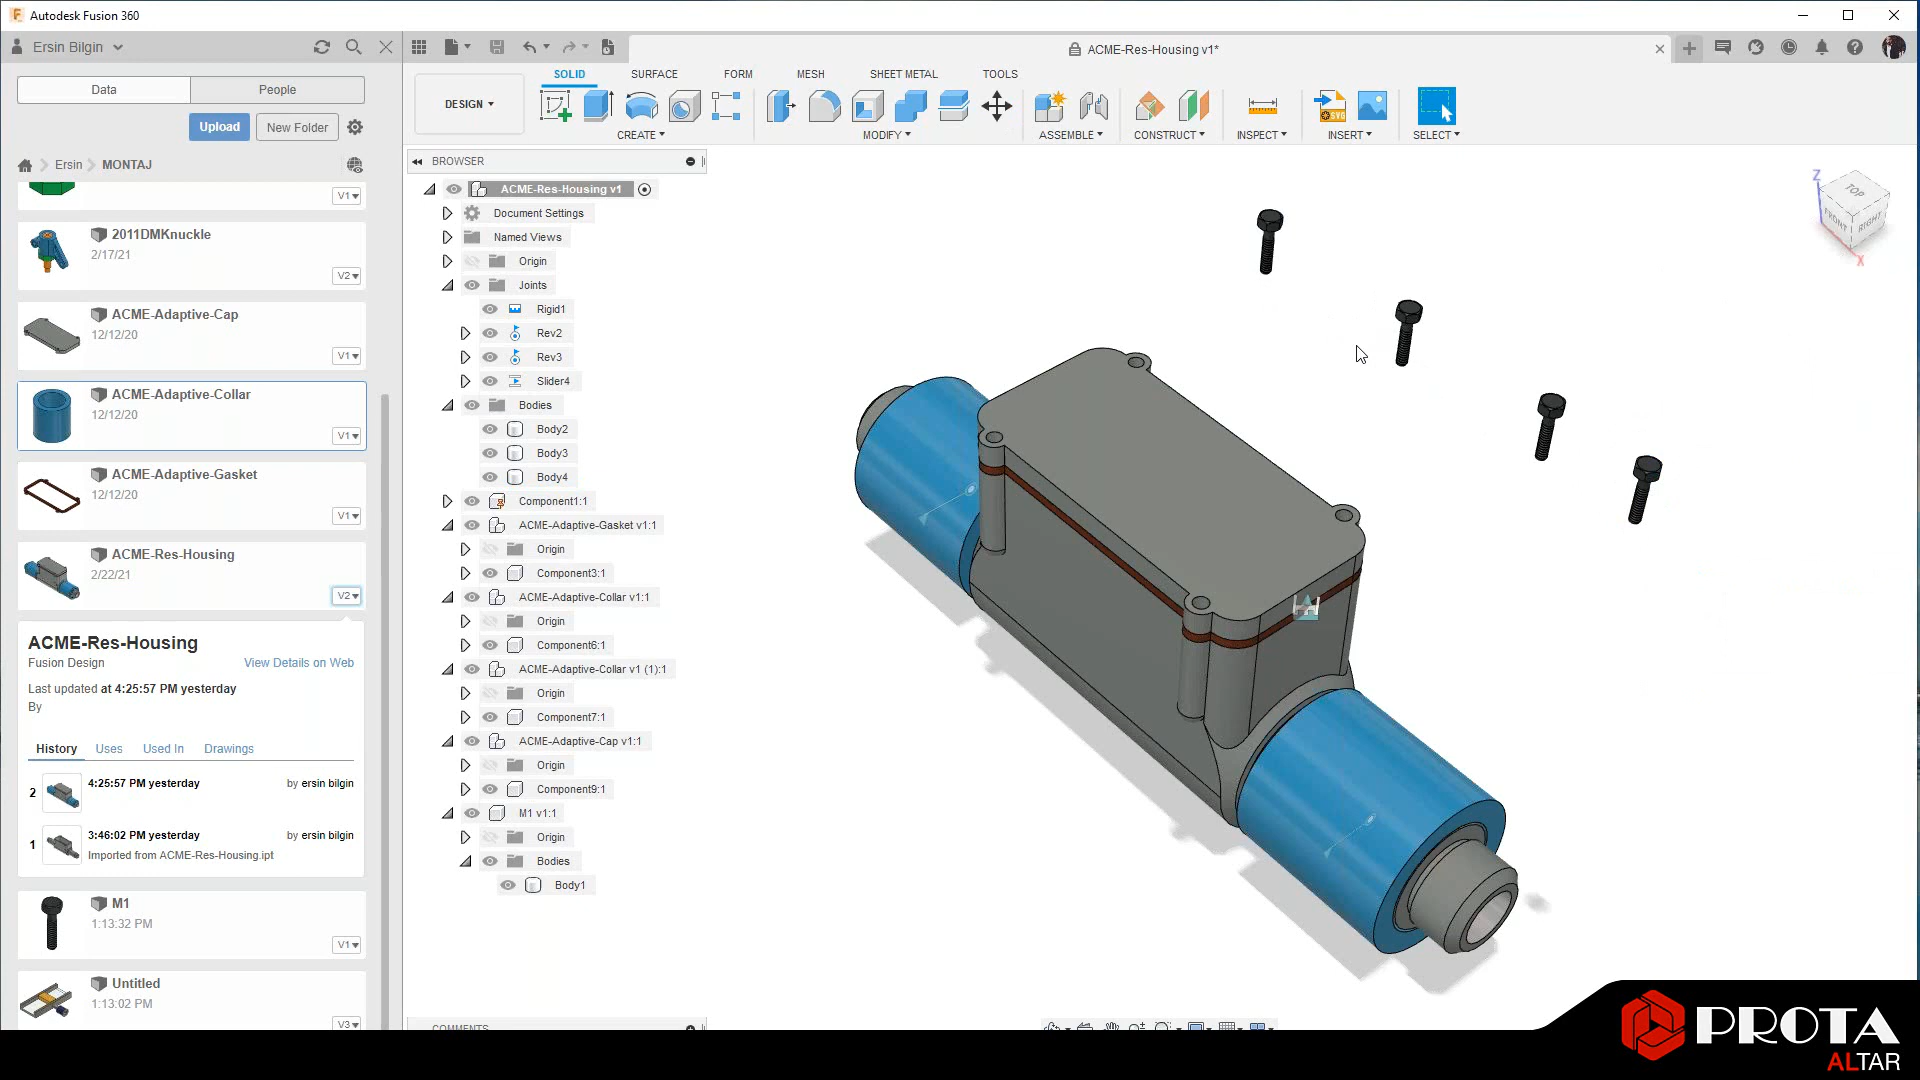 Autodesk Fusion 360
Ersin Bilgin
ACME-Res-Housing v1*
Data
People
Upload
New Folder
Ersin
MONTAJ
V1
2011DMKnuckle
2/17/21
V2
ACME-Adaptive-Cap
12/12/20
V1
ACME-Adaptive-Collar
12/12/20
V1
ACME-Adaptive-Gasket
12/12/20
V1
ACME-Res-Housing
2/22/21
V2
ACME-Res-Housing
Fusion Design
View Details on Web
Last updated at 4:25:57 PM yesterday
By
History
Uses
Used In
Drawings
2
4:25:57 PM yesterday
by ersin bilgin
1
3:46:02 PM yesterday
by ersin bilgin
Imported from ACME-Res-Housing.ipt
M1
1:13:32 PM
V1
Untitled
1:13:02 PM
V3
DESIGN
SOLID
SURFACE
FORM
MESH
SHEET METAL
TOOLS
CREATE
MODIFY
ASSEMBLE
CONSTRUCT
INSPECT
INSERT
SVG
SELECT
BROWSER
ACME-Res-Housing v1
Document Settings
Named Views
Origin
Joints
Rigid1
Rev2
Rev3
Slider4
Bodies
Body2
Body3
Body4
Component1:1
ACME-Adaptive-Gasket v1:1
Origin
Component3:1
ACME-Adaptive-Collar v1:1
Origin
Component6:1
ACME-Adaptive-Collar v1 (1):1
Origin
Component7:1
ACME-Adaptive-Cap v1:1
Origin
Component9:1
M1 v1:1
Origin
Bodies
Body1
COMMENTS
Z
TOP
FRONT
RIGHT
X
PROTA
ALTAR